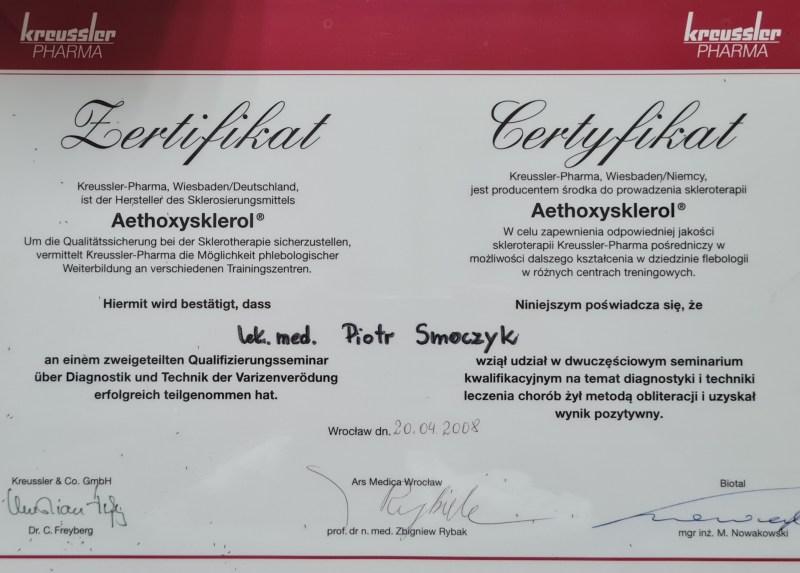 kreussler
PHARMA
kreussler
PHARMA
Zertifikat
Kreussler-Pharma, Wiesbaden/Deutschland,
ist der Hersteller des Sklerosierungsmittels
Aethoxysklerol®
Um die Qualitätssicherung bei der Sklerotherapie sicherzustellen,
vermittelt Kreussler-Pharma die Möglichkeit phlebologischer
Weiterbildung an verschiedenen Trainingszentren.
Hiermit wird bestätigt, dass
Certyfikat
Kreussler-Pharma, Wiesbaden/Niemcy,
jest producentem środka do prowadzenia skleroterapii
Aethoxysklerol®
W celu zapewnienia odpowiedniej jakości
skleroterapii Kreussler-Pharma pośredniczy w
możliwości dalszego kształcenia w dziedzinie flebologii
w różnych centrach treningowych.
Niniejszym poświadcza się, że
lek. med. Piotr Smoczyk
an einem zweigeteilten Qualifizierungsseminar
über Diagnostik und Technik der Varizenverödung
erfolgreich teilgenommen hat.
wziął udział w dwuczęściowym seminarium
kwalifikacyjnym na temat diagnostyki i techniki
leczenia chorób żył metodą obliteracji i uzyskał
wynik pozytywny.
Wrocław dn. 20.04.2008
Kreussler & Co. GmbH
Dr. C. Freyberg
Ars Medica Wrocław
prof. dr n. med. Zbigniew Rybak
Biotal
mgr inż. M. Nowakowski